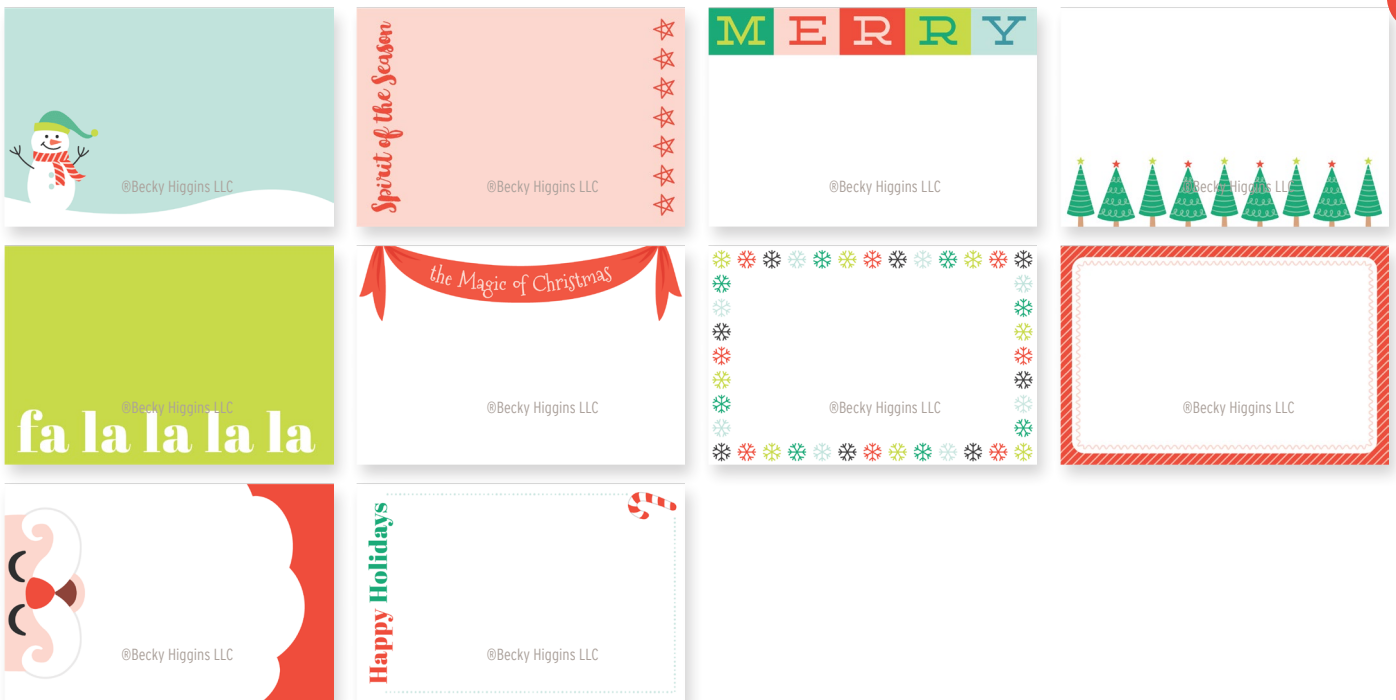 ®Becky Higgins LLC
Spirit of the Season
®Becky Higgins LLC
MERRY
®Becky Higgins LLC
®Becky Higgins LLC
®Becky Higgins LLC
fa la la la la
the Magic of Christmas
®Becky Higgins LLC
®Becky Higgins LLC
®Becky Higgins LLC
®Becky Higgins LLC
Happy Holidays
®Becky Higgins LLC